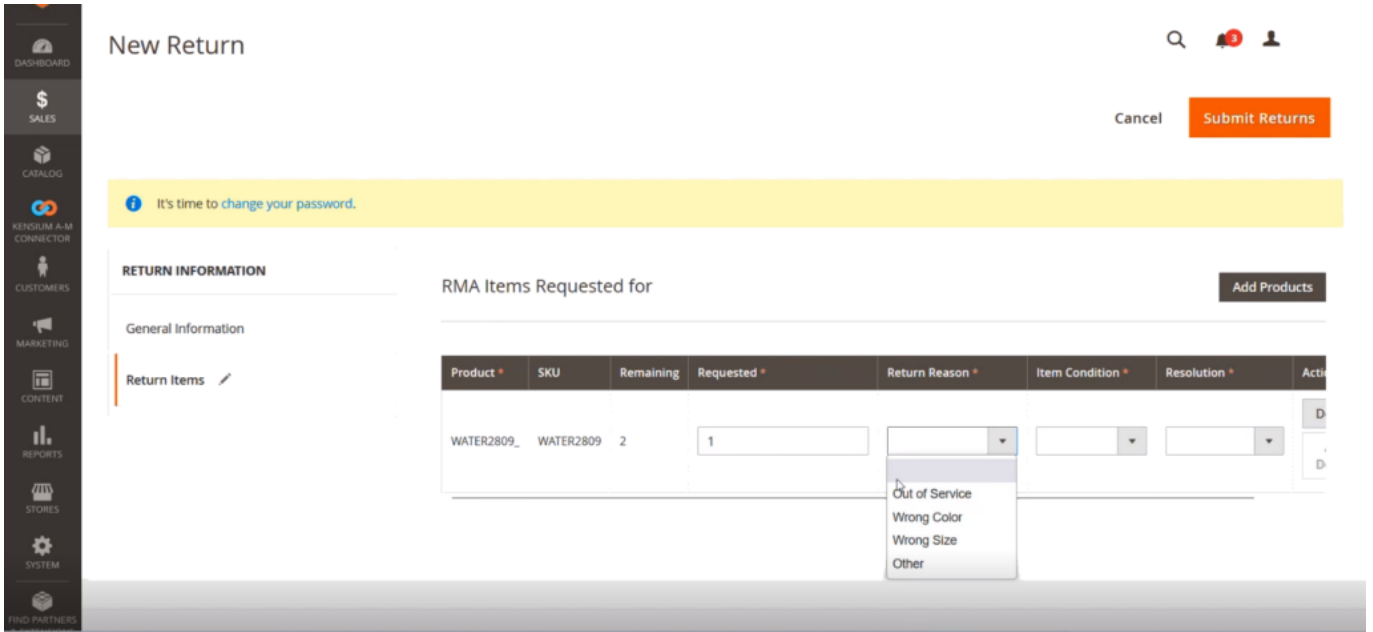 New Return
3
DASHBOARD
$
SALES
Cancel
Submit Returns
CATALOG
It's time to change your password.
KENSIUM A-M
CONNECTOR
RETURN INFORMATION
CUSTOMERS
RMA Items Requested for
Add Products
General Information
MARKETING
Return Items
Product * SKU Remaining Requested * Return Reason * Item Condition * Resolution *
CONTENT
WATER2809_ WATER2809 2 1
REPORTS
Out of Service
STORES
Wrong Color
Wrong Size
SYSTEM
Other
FIND PARTNERS